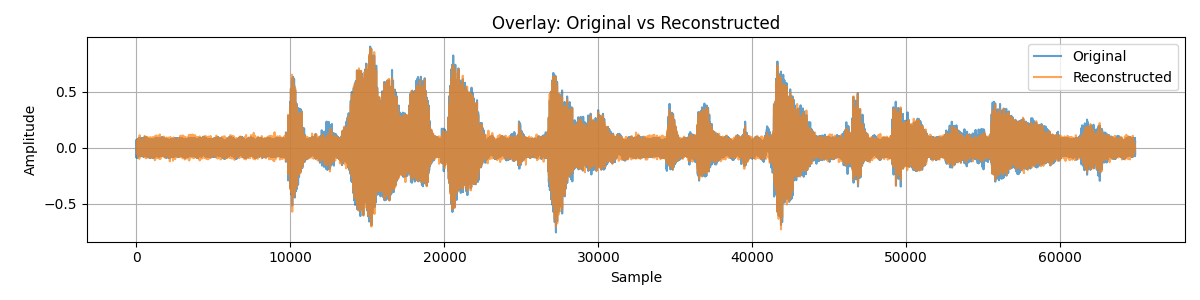 Overlay: Original vs Reconstructed
Original
Reconstructed
Amplitude
0.5
0.0
−0.5
0 10000 20000 30000 40000 50000 60000
Sample